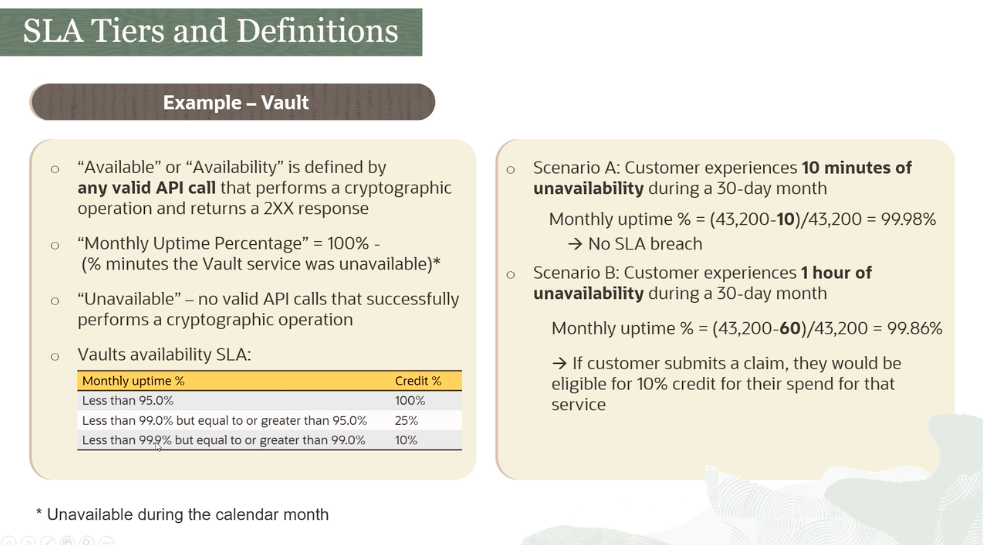 SLA Tiers and Definitions
Example – Vault
○ “Available” or “Availability” is defined by
any valid API call that performs a cryptographic
operation and returns a 2XX response
○ “Monthly Uptime Percentage” = 100% -
(% minutes the Vault service was unavailable)*
○ “Unavailable” – no valid API calls that successfully
performs a cryptographic operation
○ Vaults availability SLA:
Monthly uptime % Credit %
Less than 95.0% 100%
Less than 99.0% but equal to or greater than 95.0% 25%
Less than 99.9% but equal to or greater than 99.0% 10%
○ Scenario A: Customer experiences 10 minutes of
unavailability during a 30-day month
Monthly uptime % = (43,200-10)/43,200 = 99.98%
→ No SLA breach
○ Scenario B: Customer experiences 1 hour of
unavailability during a 30-day month
Monthly uptime % = (43,200-60)/43,200 = 99.86%
→ If customer submits a claim, they would be
eligible for 10% credit for their spend for that
service
* Unavailable during the calendar month